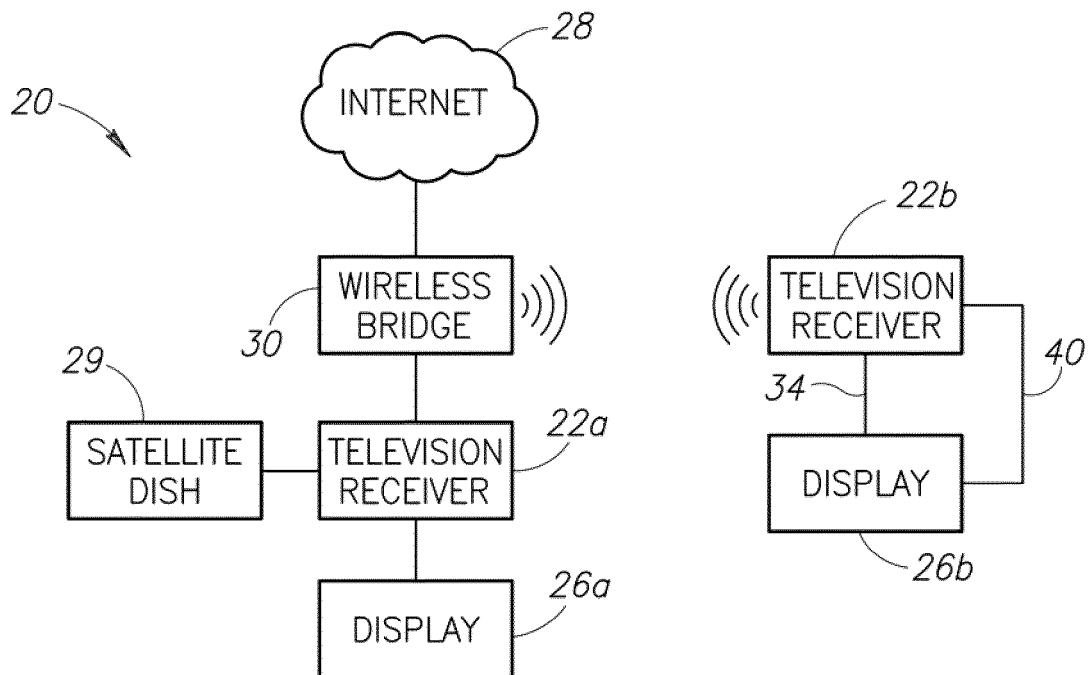 28
20
INTERNET
22b
WIRELESS
BRIDGE
TELEVISION
RECEIVER
30
40
34
29
22a
SATELLITE
DISH
TELEVISION
RECEIVER
DISPLAY
26a
26b
DISPLAY